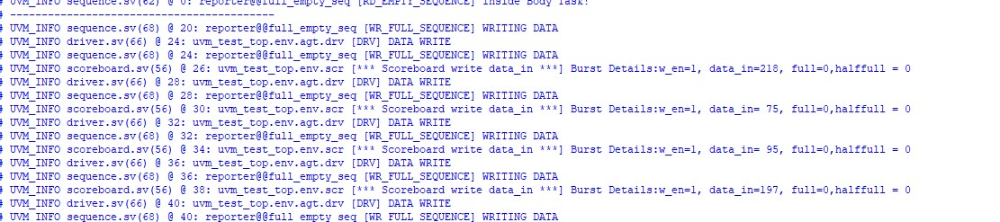 # UVM_INFO sequence.sv(62) @ 0: reporter@@full_empty_seq [RD_EMPTY_SEQUENCE] Inside Body Task!
# ------------------------------------------
# UVM_INFO sequence.sv(68) @ 20: reporter@@full_empty_seq [WR_FULL_SEQUENCE] WRITING DATA
# UVM_INFO driver.sv(66) @ 24: uvm_test_top.env.agt.drv [DRV] DATA WRITE
# UVM_INFO sequence.sv(68) @ 24: reporter@@full_empty_seq [WR_FULL_SEQUENCE] WRITING DATA
# UVM_INFO scoreboard.sv(56) @ 26: uvm_test_top.env.scr [*** Scoreboard write data_in ***] Burst Details:w_en=1, data_in=218, full=0,halffull = 0
# UVM_INFO driver.sv(66) @ 28: uvm_test_top.env.agt.drv [DRV] DATA WRITE
# UVM_INFO sequence.sv(68) @ 28: reporter@@full_empty_seq [WR_FULL_SEQUENCE] WRITING DATA
# UVM_INFO scoreboard.sv(56) @ 30: uvm_test_top.env.scr [*** Scoreboard write data_in ***] Burst Details:w_en=1, data_in= 75, full=0,halffull = 0
# UVM_INFO driver.sv(66) @ 32: uvm_test_top.env.agt.drv [DRV] DATA WRITE
# UVM_INFO sequence.sv(68) @ 32: reporter@@full_empty_seq [WR_FULL_SEQUENCE] WRITING DATA
# UVM_INFO scoreboard.sv(56) @ 34: uvm_test_top.env.scr [*** Scoreboard write data_in ***] Burst Details:w_en=1, data_in= 95, full=0,halffull = 0
# UVM_INFO driver.sv(66) @ 36: uvm_test_top.env.agt.drv [DRV] DATA WRITE
# UVM_INFO sequence.sv(68) @ 36: reporter@@full_empty_seq [WR_FULL_SEQUENCE] WRITING DATA
# UVM_INFO scoreboard.sv(56) @ 38: uvm_test_top.env.scr [*** Scoreboard write data_in ***] Burst Details:w_en=1, data_in=197, full=0,halffull = 0
# UVM_INFO driver.sv(66) @ 40: uvm_test_top.env.agt.drv [DRV] DATA WRITE
# UVM_INFO sequence.sv(68) @ 40: reporter@@full_empty_seq [WR_FULL_SEQUENCE] WRITING DATA